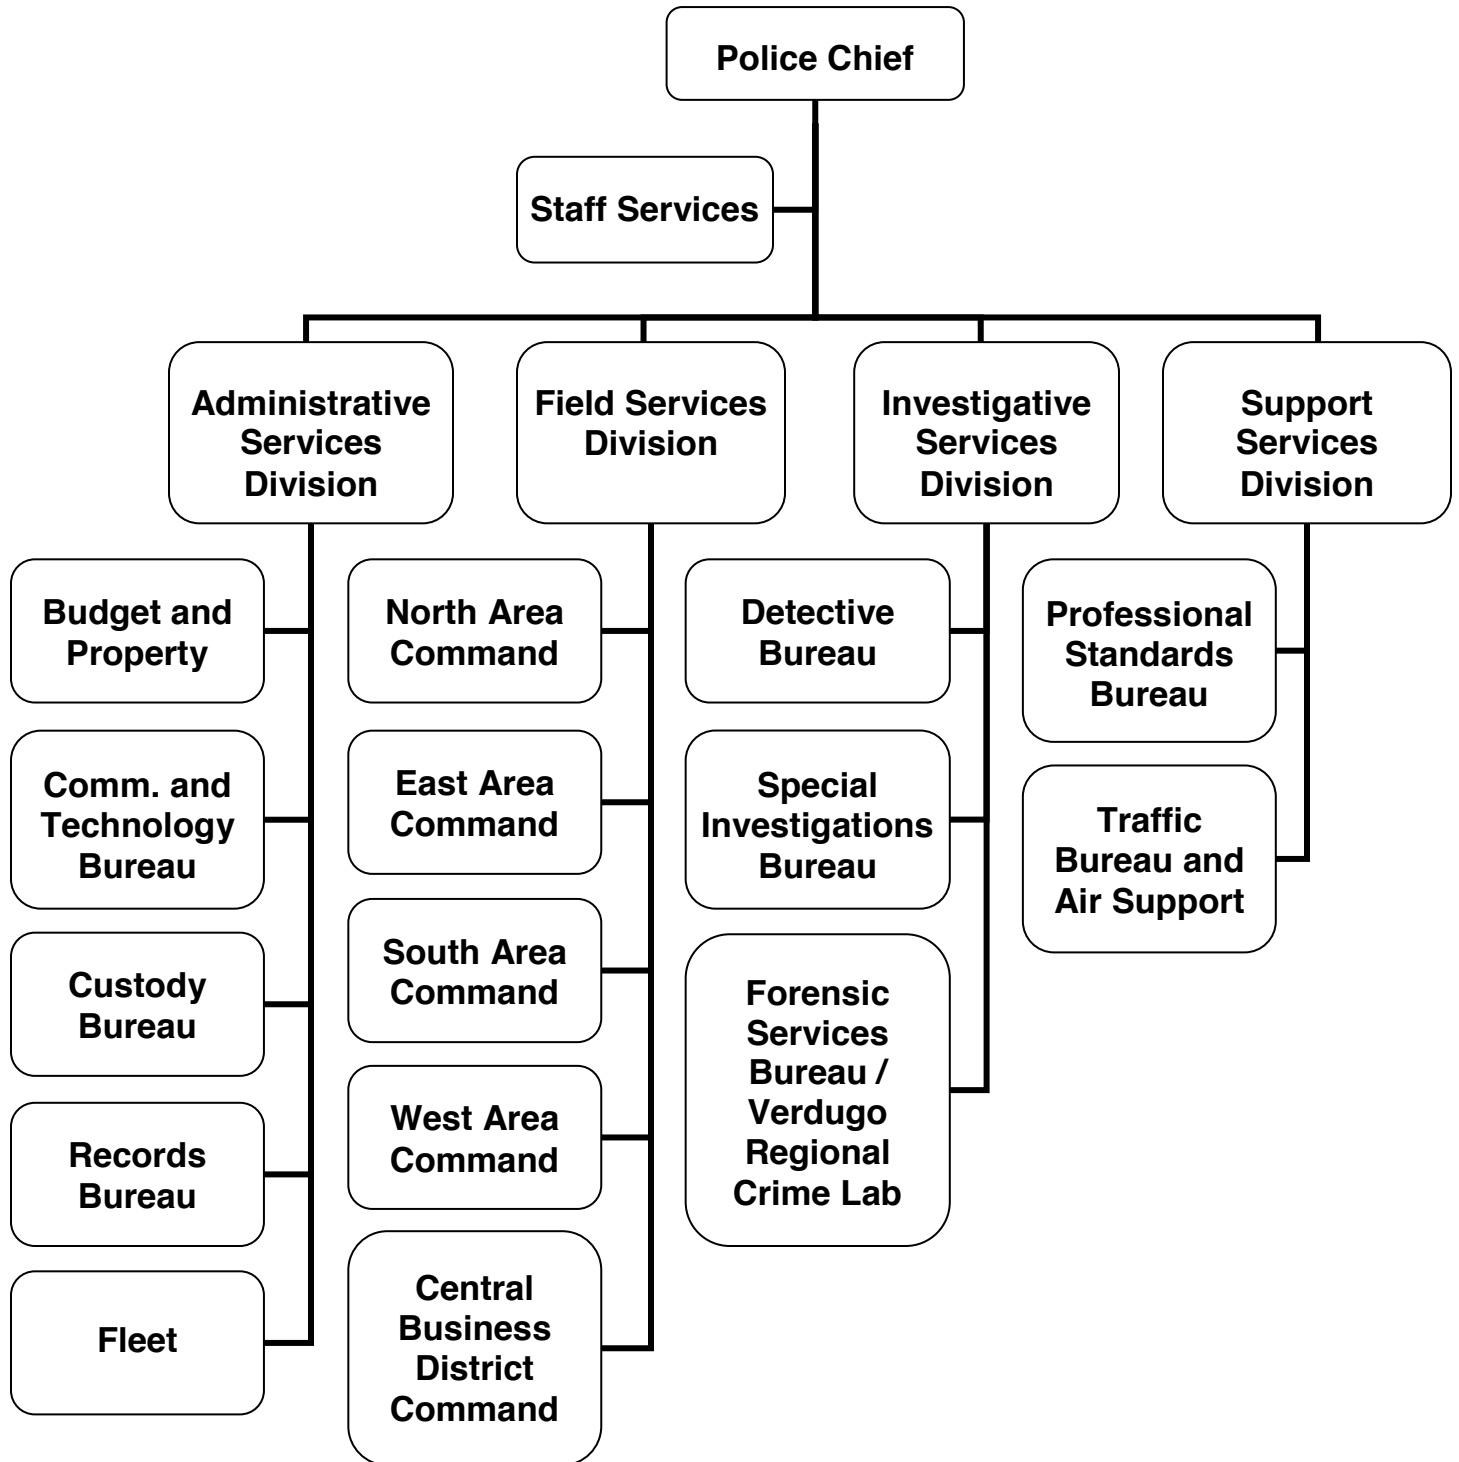 Police Chief
Staff Services
Administrative
Services
Division
Field Services
Division
Investigative
Services
Division
Support
Services
Division
Budget and
Property
Comm. and
Technology
Bureau
Custody
Bureau
Records
Bureau
Fleet
North Area
Command
East Area
Command
South Area
Command
West Area
Command
Central
Business
District
Command
Detective
Bureau
Special
Investigations
Bureau
Forensic
Services
Bureau /
Verdugo
Regional
Crime Lab
Professional
Standards
Bureau
Traffic
Bureau and
Air Support